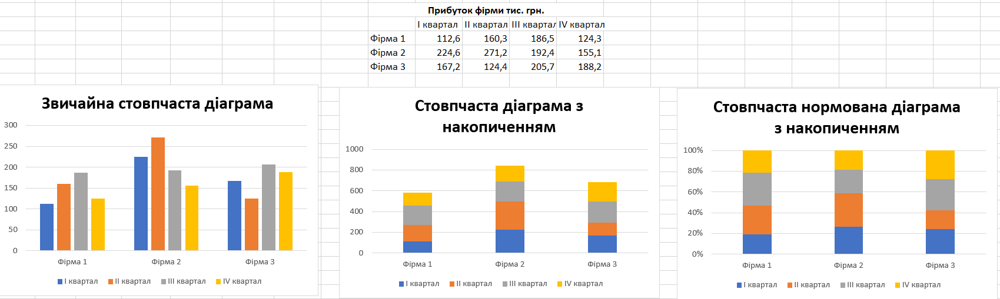 Прибуток фірми тис. грн.
І квартал ІІ квартал ІІІ квартал IV квартал
Фірма 1 112,6 160,3 186,5 124,3
Фірма 2 224,6 271,2 192,4 155,1
Фірма 3 167,2 124,4 205,7 188,2
Звичайна стовпчаста діаграма
300
250
200
150
100
50
0
Фірма 1 Фірма 2 Фірма 3
І квартал ІІ квартал ІІІ квартал IV квартал
Стовпчаста діаграма з
накопиченням
1000
800
600
400
200
0
Фірма 1 Фірма 2 Фірма 3
І квартал ІІ квартал ІІІ квартал IV квартал
Стовпчаста нормована діаграма
з накопиченням
100%
80%
60%
40%
20%
0%
Фірма 1 Фірма 2 Фірма 3
І квартал ІІ квартал ІІІ квартал IV квартал